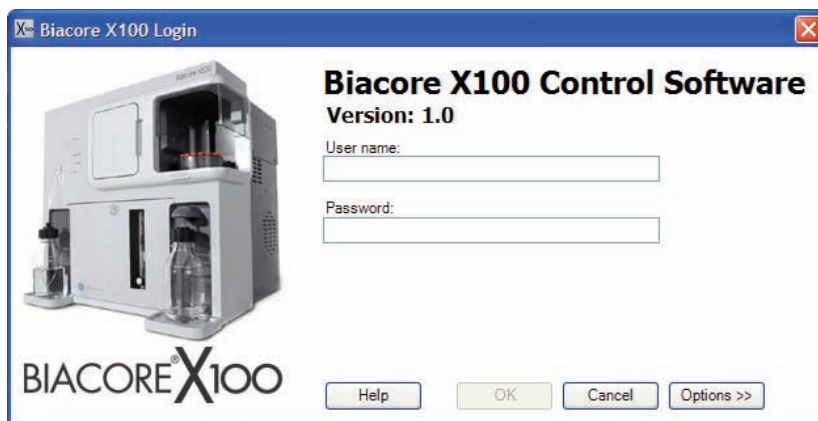 Biacore X100 Login
Biacore X100 Control Software
Version: 1.0
User name:
Password:
BIACORE® X100
Help
OK
Cancel
Options >>